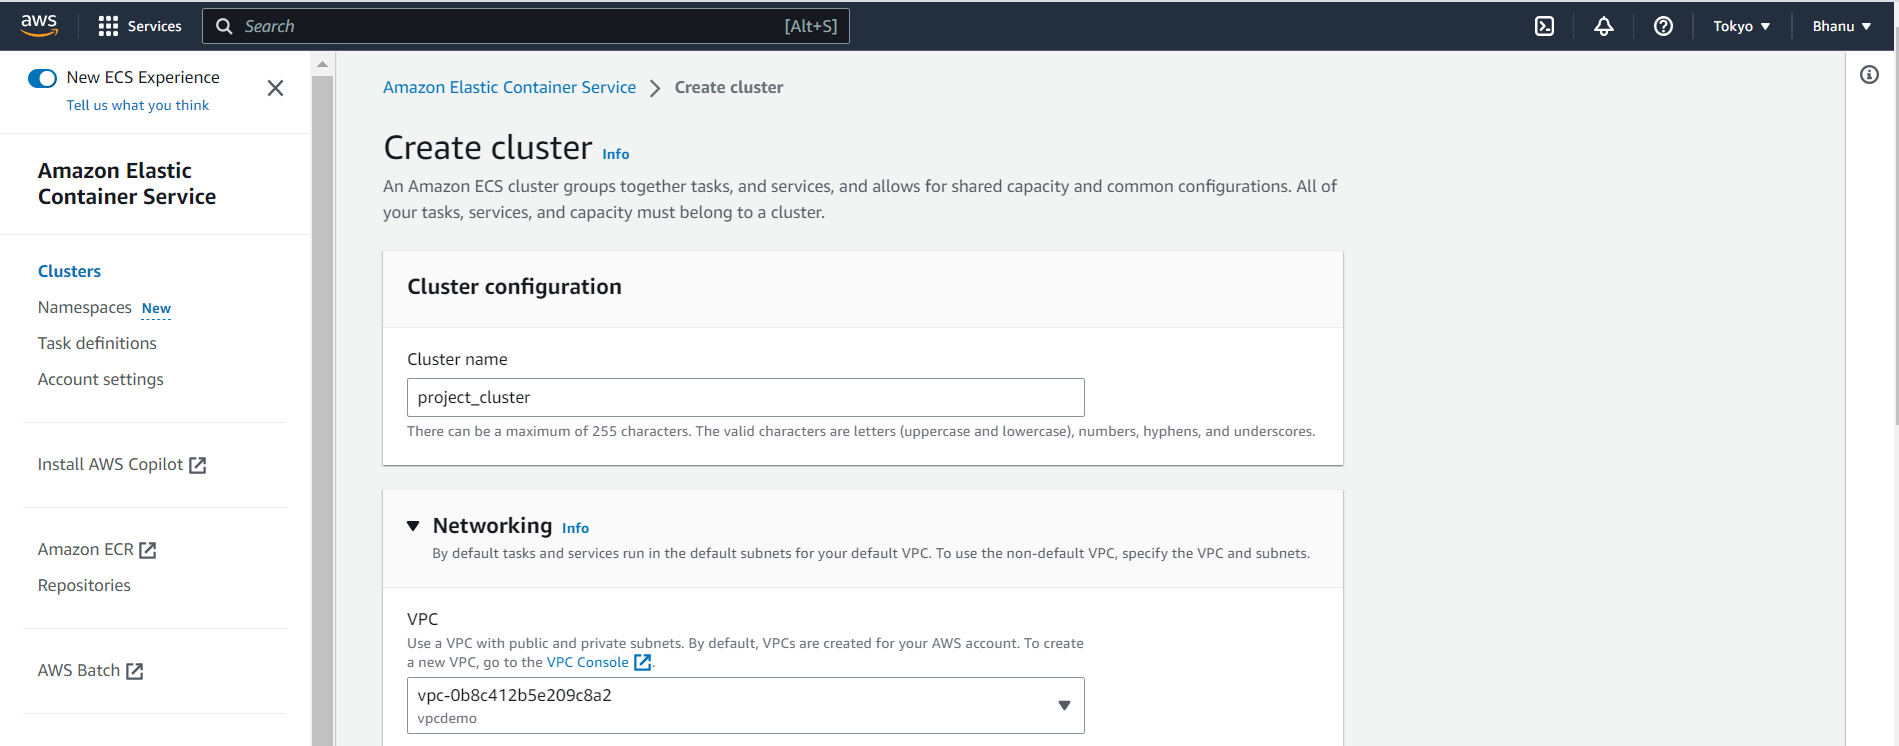 aws
Services
Search
[Alt+S]
Tokyo
Bhanu
New ECS Experience
Tell us what you think
Amazon Elastic
Container Service
Clusters
Namespaces New
Task definitions
Account settings
Install AWS Copilot
Amazon ECR
Repositories
AWS Batch
Amazon Elastic Container Service > Create cluster
Create cluster Info
An Amazon ECS cluster groups together tasks, and services, and allows for shared capacity and common configurations. All of
your tasks, services, and capacity must belong to a cluster.
Cluster configuration
Cluster name
project_cluster
There can be a maximum of 255 characters. The valid characters are letters (uppercase and lowercase), numbers, hyphens, and underscores.
Networking Info
By default tasks and services run in the default subnets for your default VPC. To use the non-default VPC, specify the VPC and subnets.
VPC
Use a VPC with public and private subnets. By default, VPCs are created for your AWS account. To create
a new VPC, go to the VPC Console.
vpc-0b8c412b5e209c8a2
vpcdemo